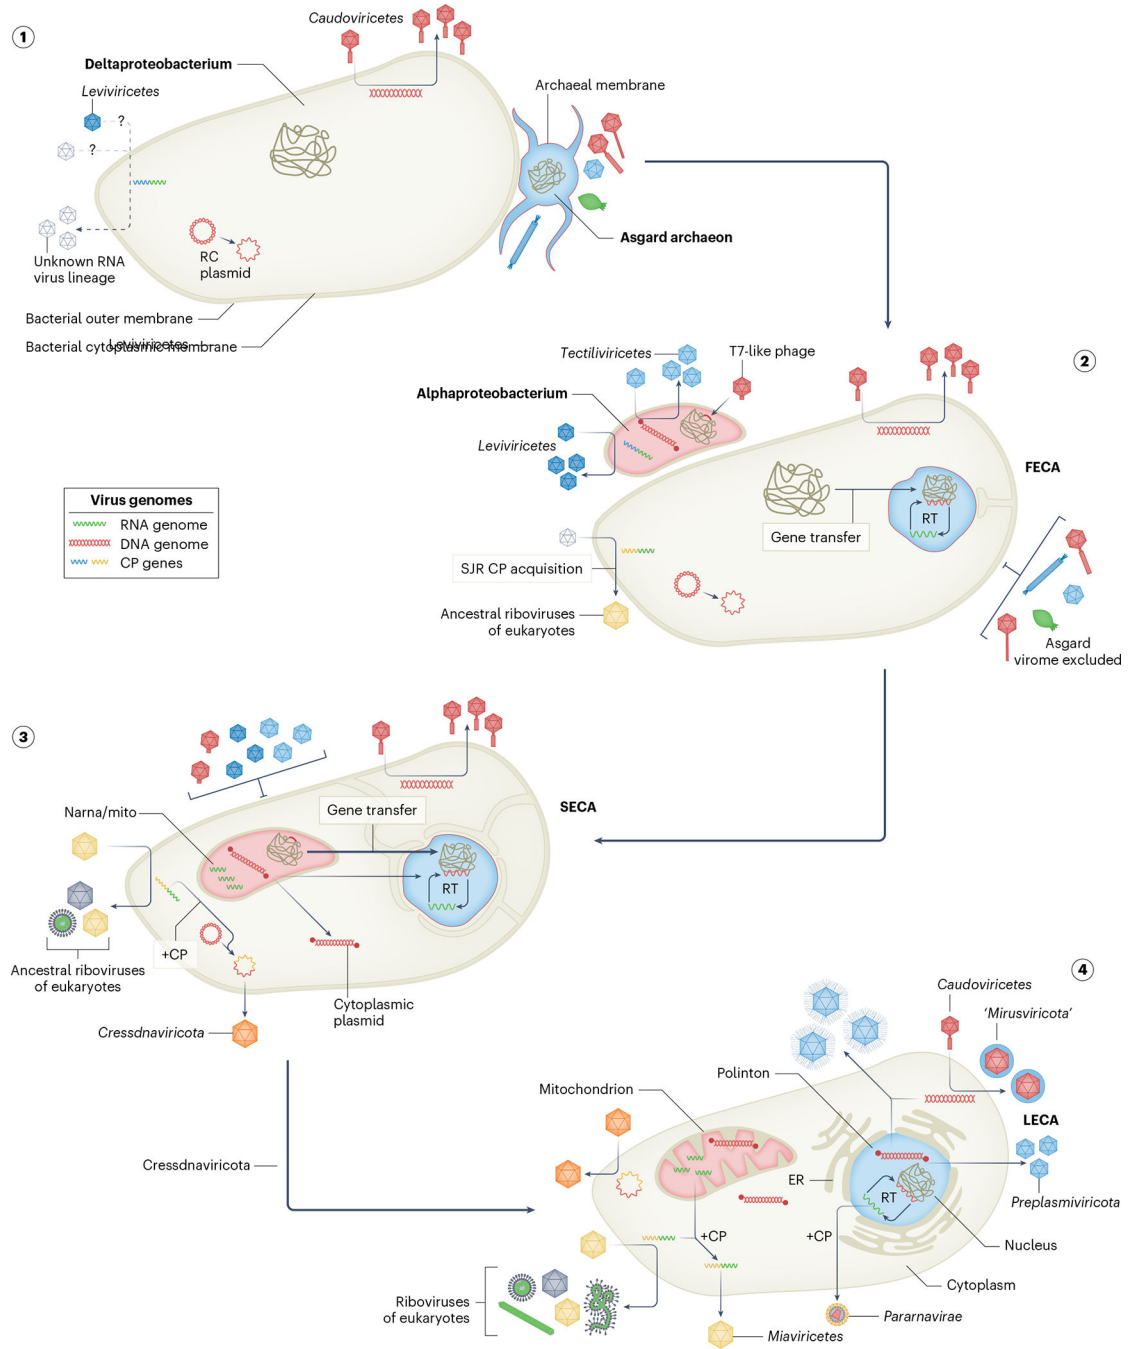 1
Caudoviricetes
Deltaproteobacterium
Leviviricetes
?
?
Archaeal membrane
Asgard archaeon
RC
plasmid
Unknown RNA
virus lineage
Bacterial outer membrane
Leviviricetes
Bacterial cytoplasmic membrane
2
Tectiliviricetes
T7-like phage
Alphaproteobacterium
Leviviricetes
FECA
RT
Gene transfer
SJR CP acquisition
Ancestral riboviruses
of eukaryotes
Asgard
virome excluded
Virus genomes
RNA genome
DNA genome
CP genes
3
SECA
Gene transfer
Narna/mito
RT
+CP
Ancestral riboviruses
of eukaryotes
Cytoplasmic
plasmid
Cressdnaviricota
4
Caudoviricetes
‘Mirusviricota’
Polinton
Mitochondrion
LECA
Cressdnaviricota
ER
RT
Preplasmiviricota
+CP
+CP
Nucleus
Cytoplasm
Riboviruses
of eukaryotes
Pararnavirae
Miaviricetes